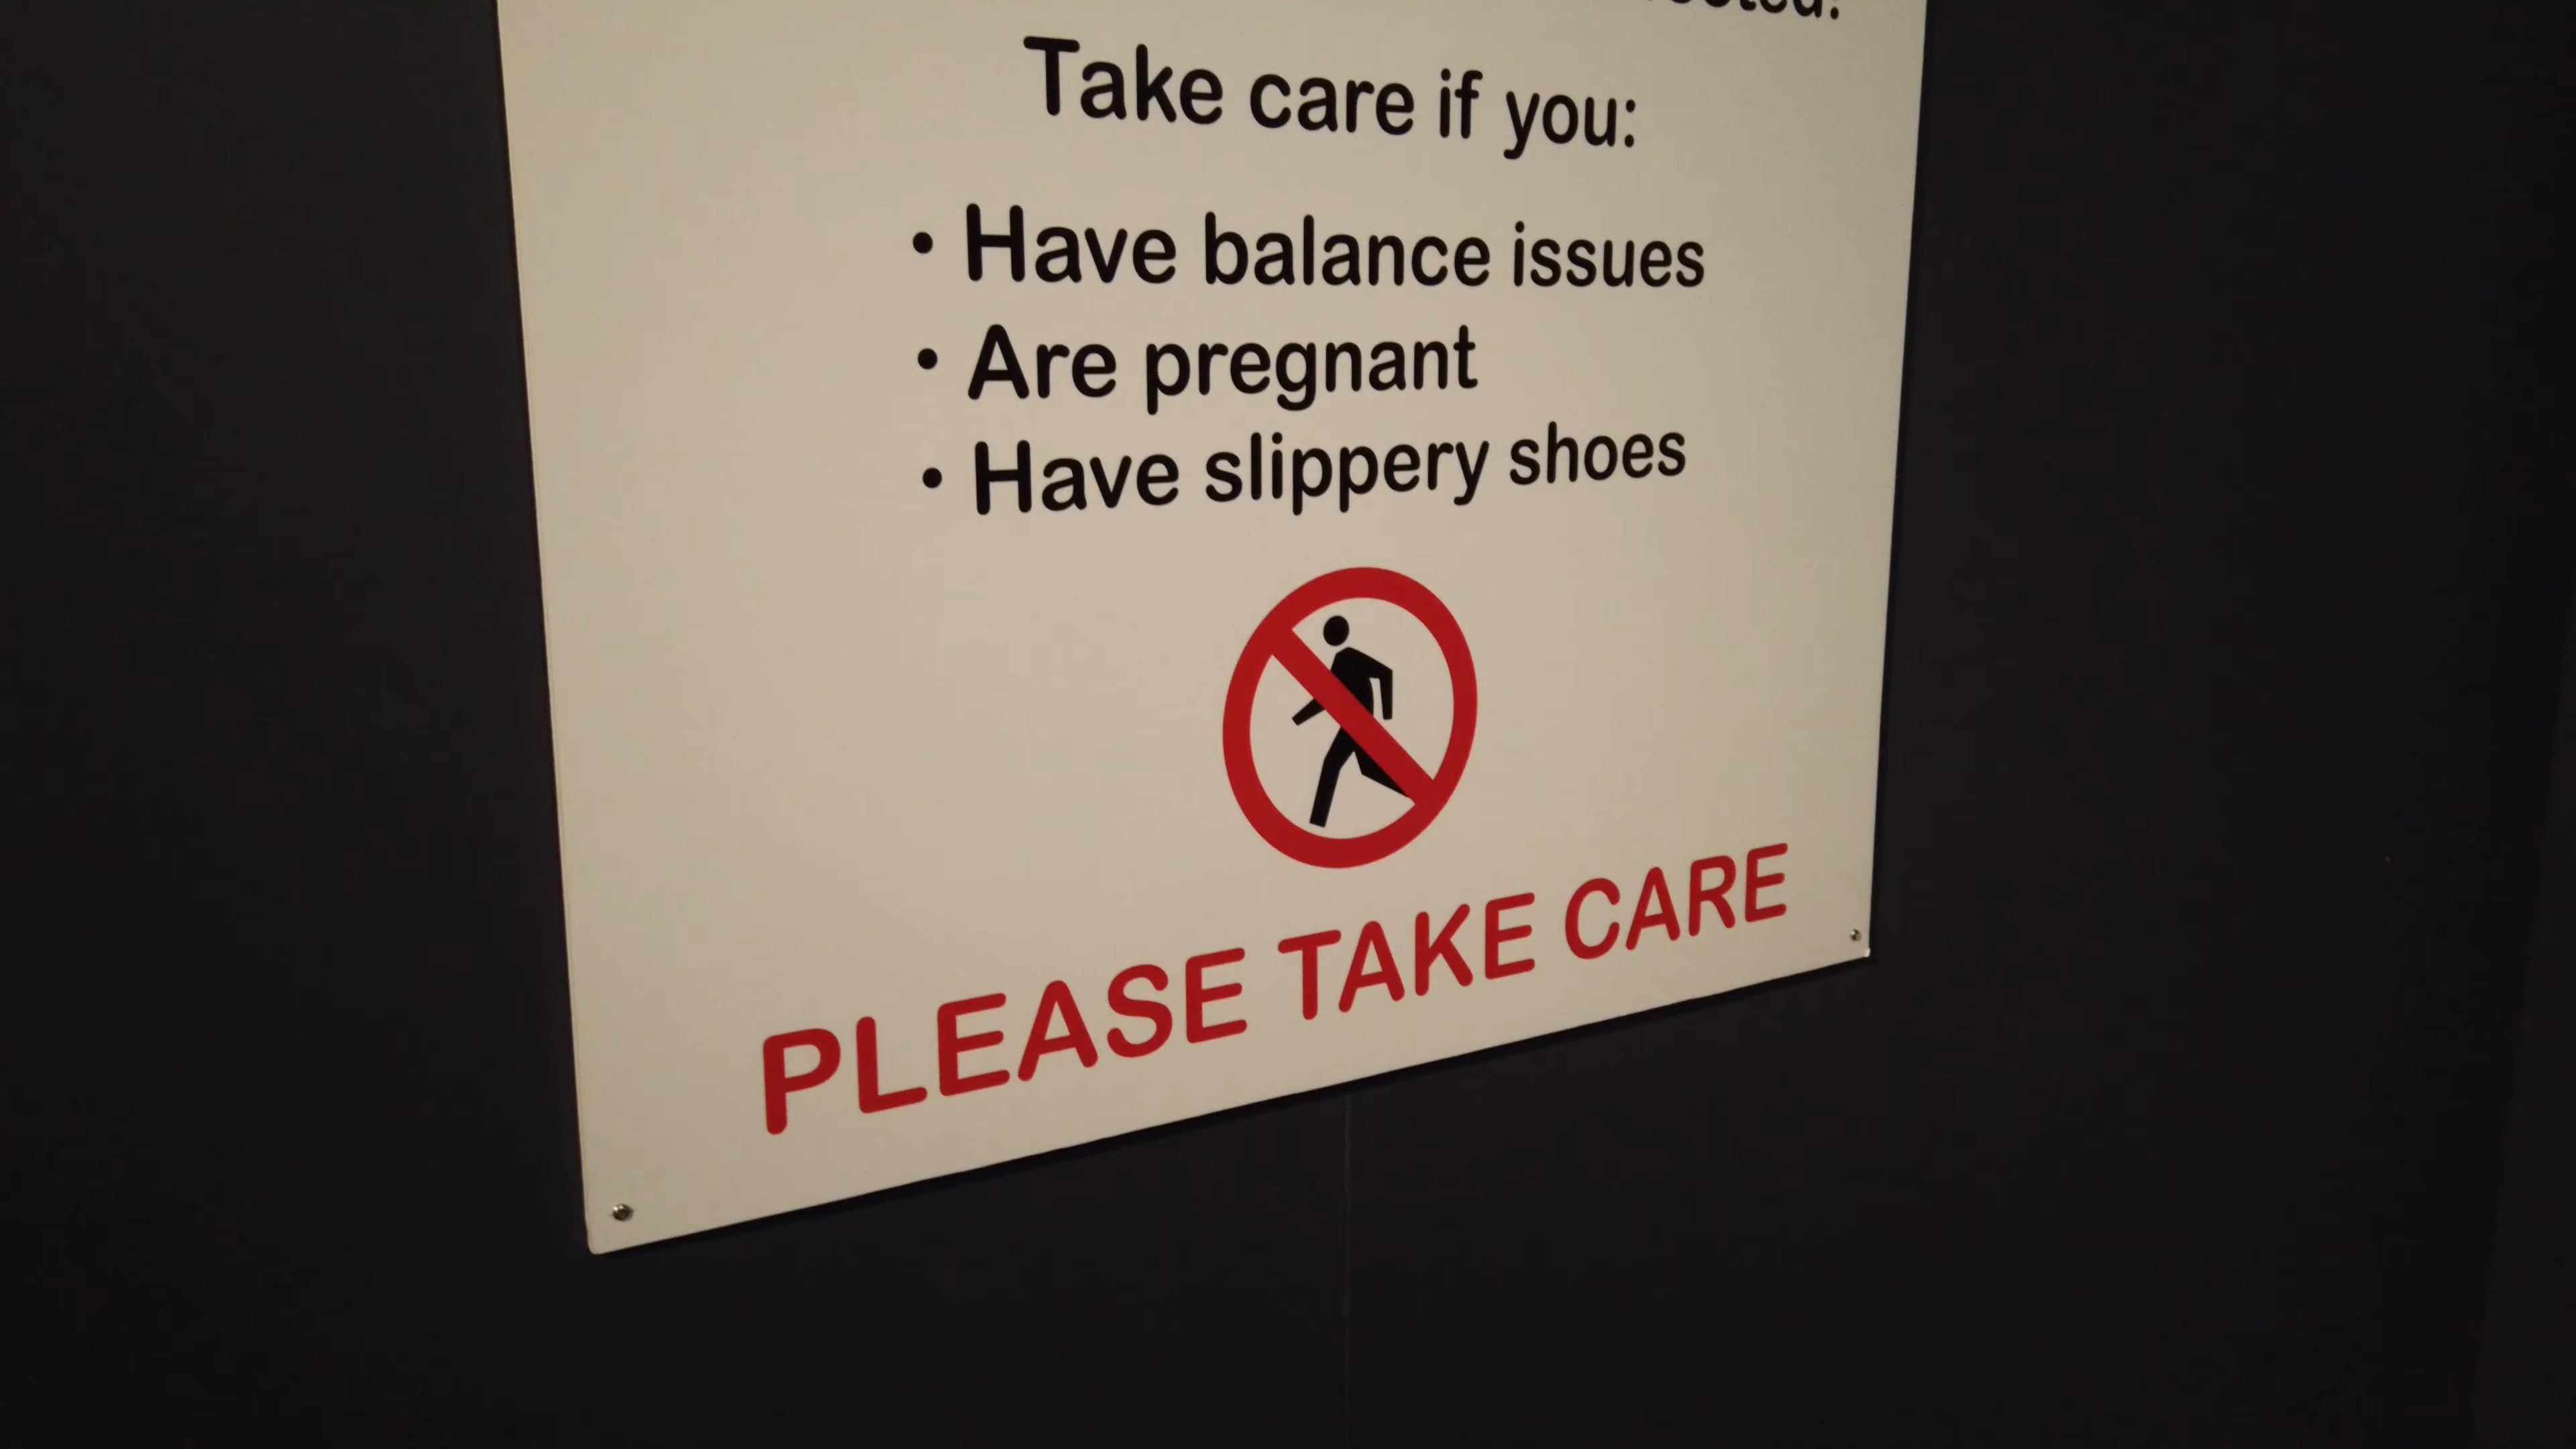 Take care if you:
• Have balance issues
• Are pregnant
• Have slippery shoes
PLEASE TAKE CARE